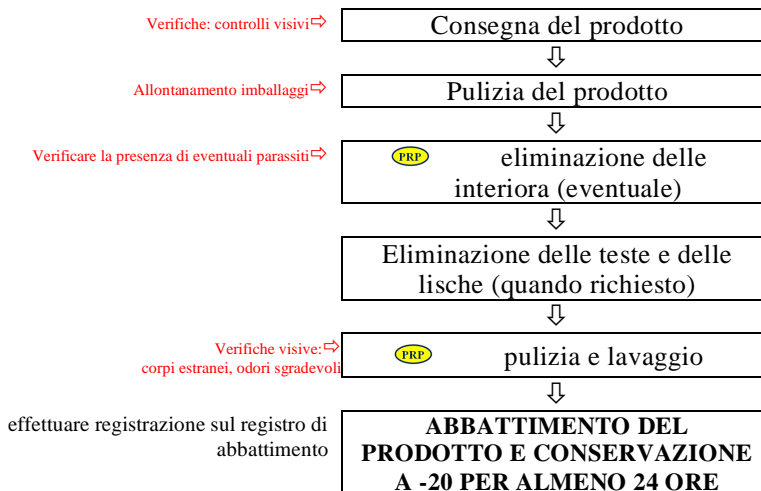 Verifiche: controlli visivi⇨
Consegna del prodotto
Allontanamento imballaggi⇨
Pulizia del prodotto
Verificare la presenza di eventuali parassiti⇨
PRP eliminazione delle
interiora (eventuale)
Eliminazione delle teste e delle
lische (quando richiesto)
Verifiche visive:⇨
corpi estranei, odori sgradevoli
PRP pulizia e lavaggio
effettuare registrazione sul registro di
abbattimento
ABBATTIMENTO DEL
PRODOTTO E CONSERVAZIONE
A -20 PER ALMENO 24 ORE